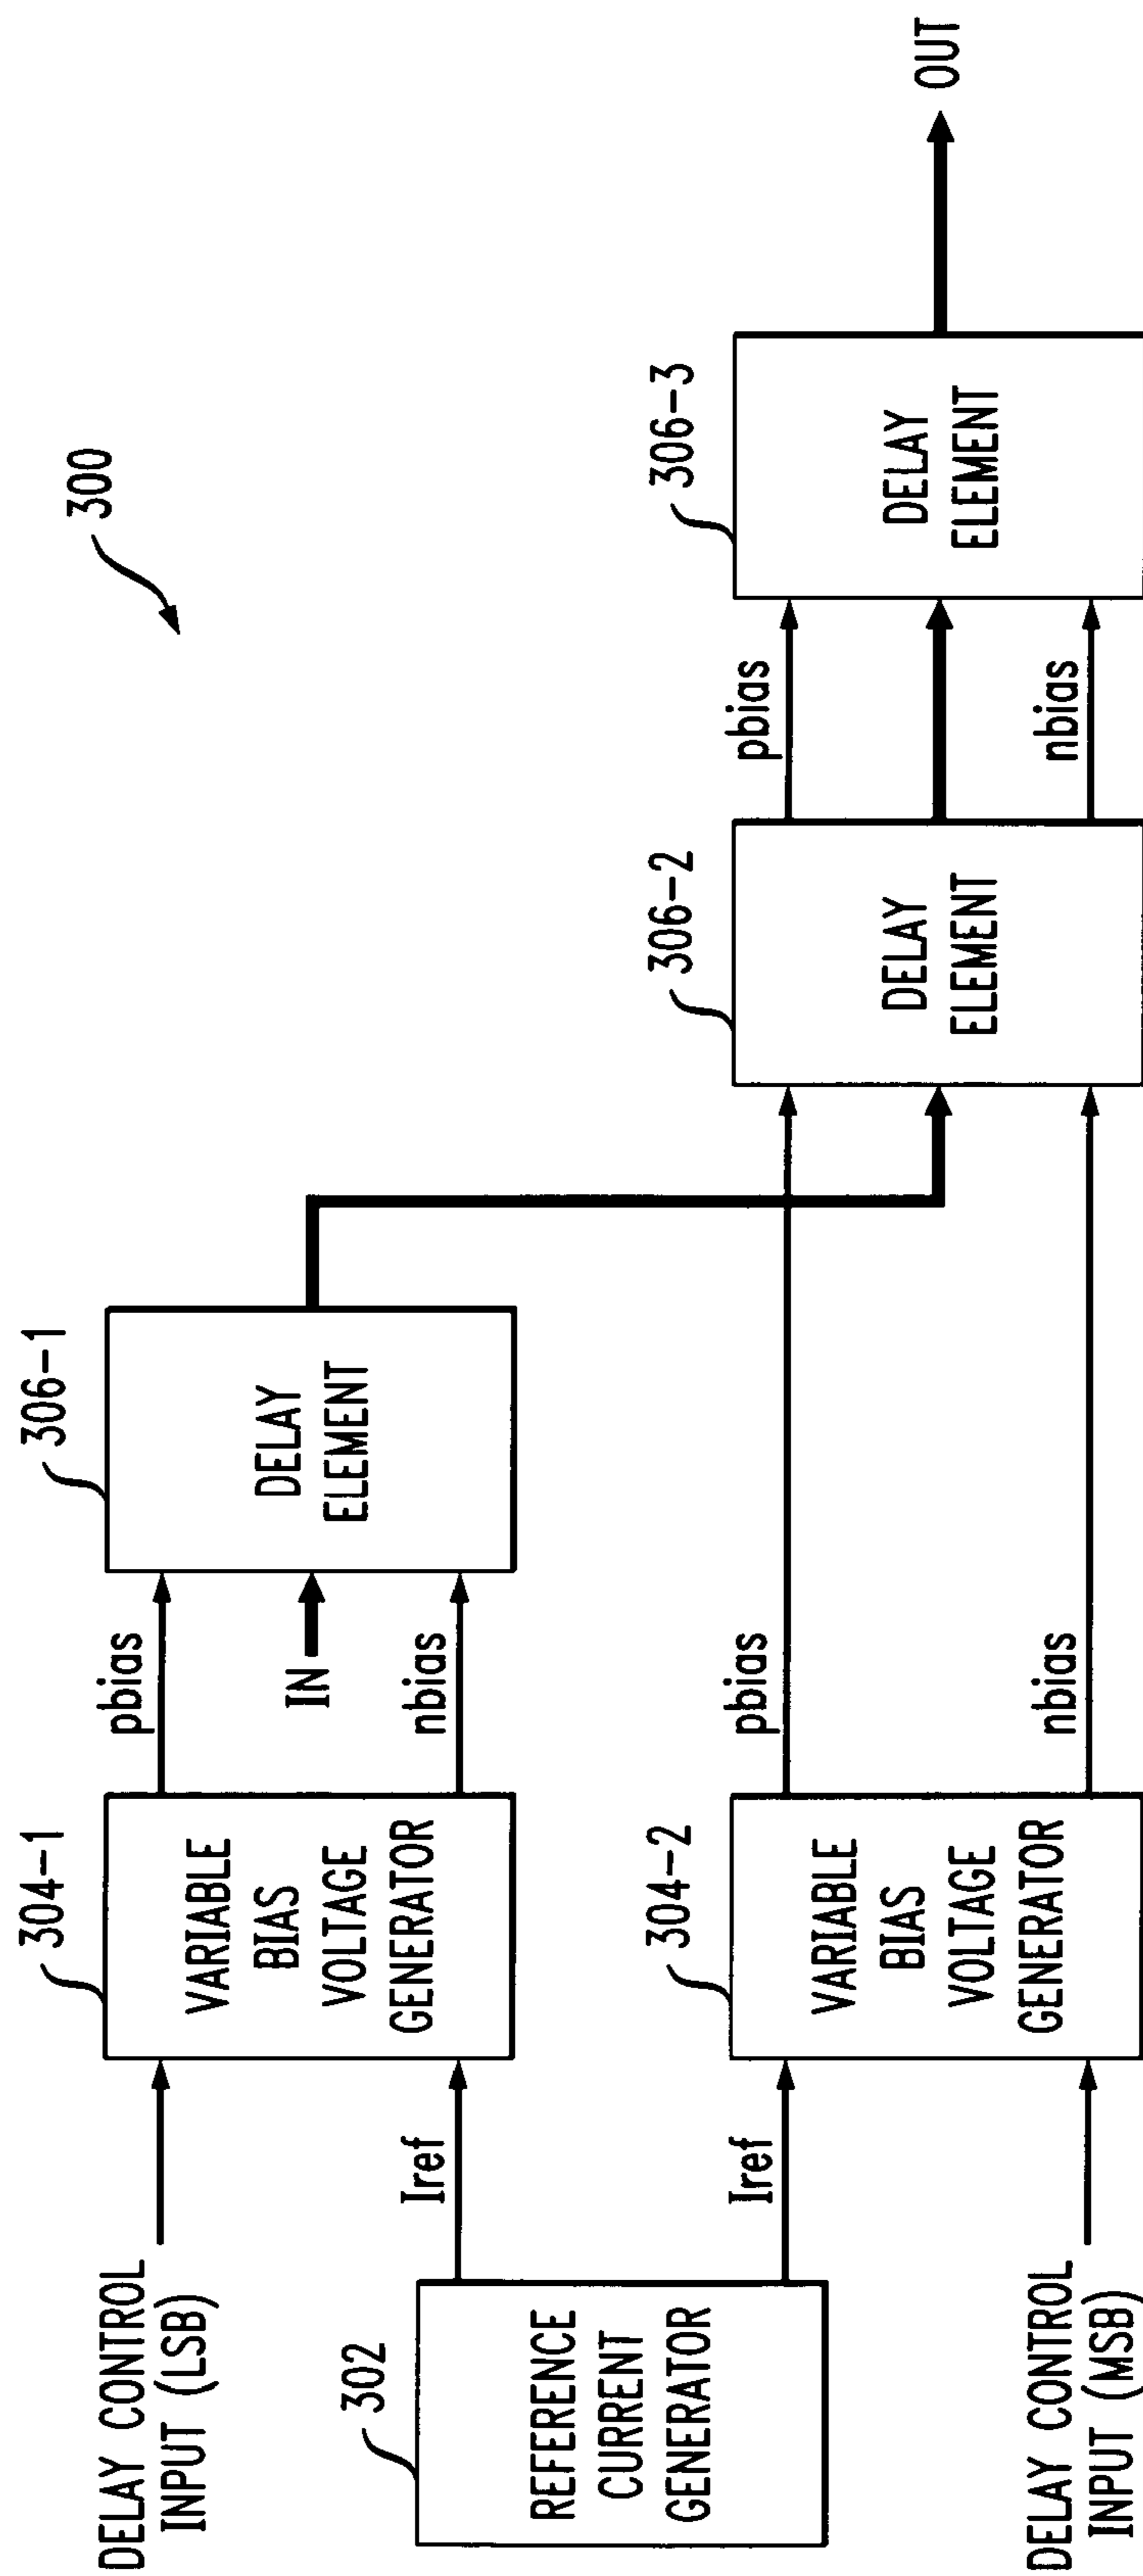 300
DELAY CONTROL
INPUT (LSB)
304-1
VARIABLE
BIAS
VOLTAGE
GENERATOR
pbias
IN
nbias
306-1
DELAY
ELEMENT
302
REFERENCE
CURRENT
GENERATOR
Iref
Iref
DELAY CONTROL
INPUT (MSB)
304-2
VARIABLE
BIAS
VOLTAGE
GENERATOR
pbias
nbias
306-2
DELAY
ELEMENT
pbias
nbias
306-3
DELAY
ELEMENT
OUT